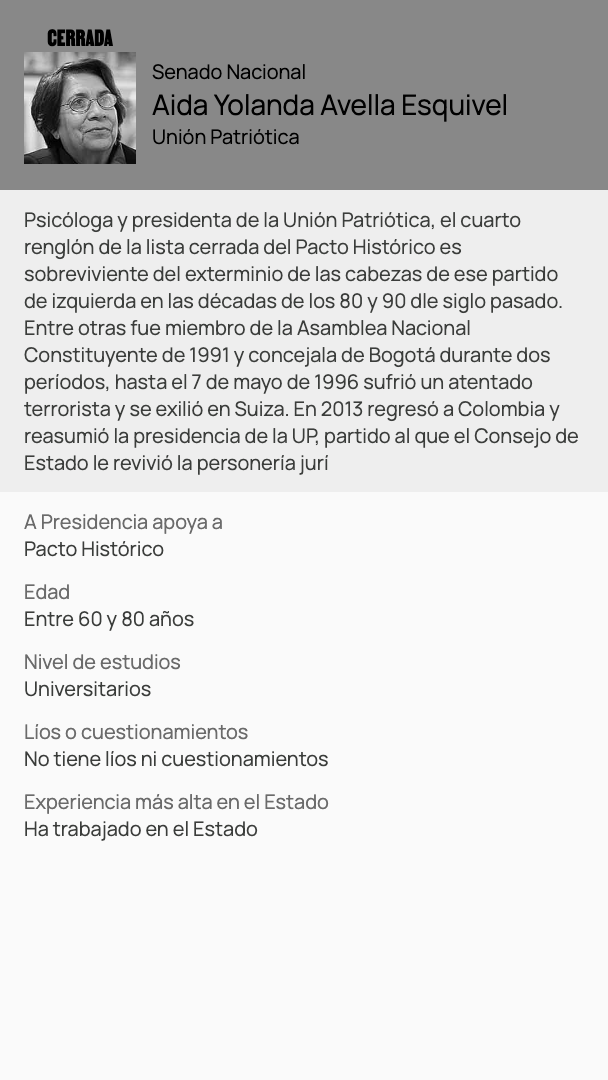 CERRADA
Senado Nacional
Aida Yolanda Avella Esquivel
Unión Patriótica
Psicóloga y presidenta de la Unión Patriótica, el cuarto
renglón de la lista cerrada del Pacto Histórico es
sobreviviente del exterminio de las cabezas de ese partido
de izquierda en las décadas de los 80 y 90 dle siglo pasado.
Entre otras fue miembro de la Asamblea Nacional
Constituyente de 1991 y concejala de Bogotá durante dos
períodos, hasta el 7 de mayo de 1996 sufrió un atentado
terrorista y se exilió en Suiza. En 2013 regresó a Colombia y
reasumió la presidencia de la UP, partido al que el Consejo de
Estado le revivió la personería jurí
A Presidencia apoya a
Pacto Histórico
Edad
Entre 60 y 80 años
Nivel de estudios
Universitarios
Líos o cuestionamientos
No tiene líos ni cuestionamientos
Experiencia más alta en el Estado
Ha trabajado en el Estado